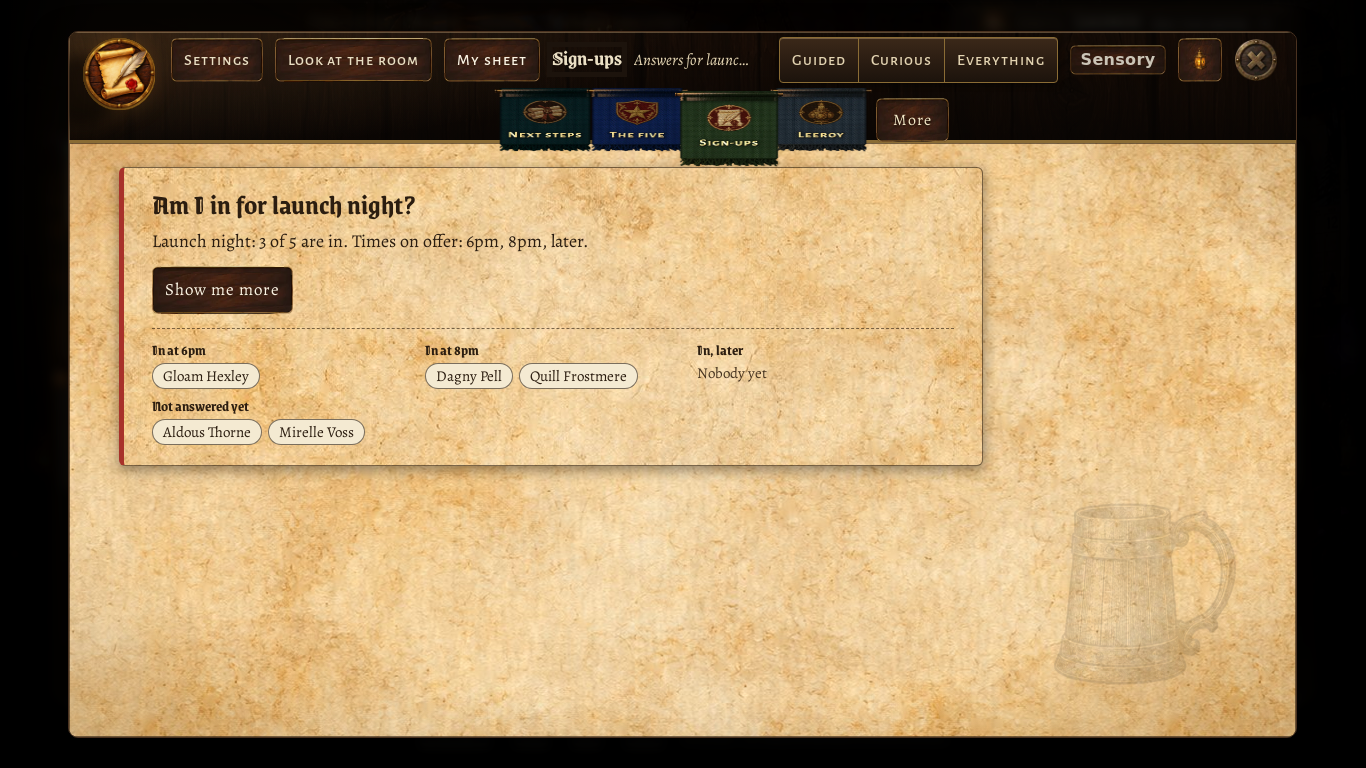 Settings
Look at the room
My sheet
Sign-ups
Answers for launc…
Guided
Curious
Everything
Sensory
Next steps
The Five
Sign-ups
Leeroy
More
Am I in for launch night?
Launch night: 3 of 5 are in. Times on offer: 6pm, 8pm, later.
Show me more
In at 6pm
Gloam Hexley
In at 8pm
Dagny Pell
Quill Frostmere
In, later
Nobody yet
Not answered yet
Aldous Thorne
Mirelle Voss